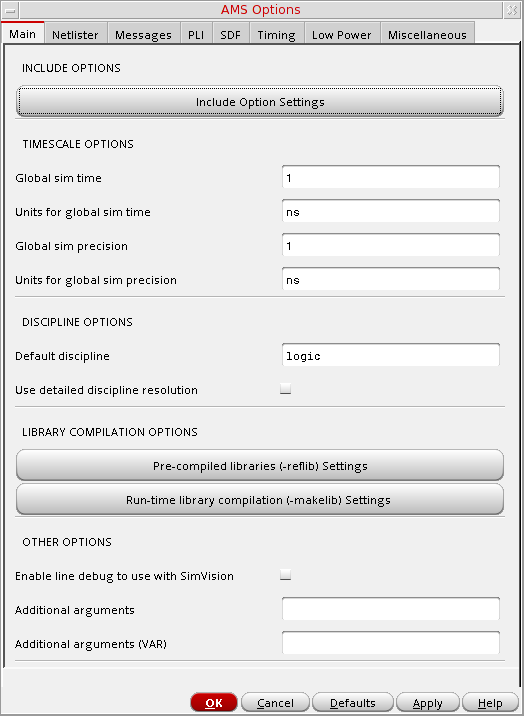 AMS Options
Main Netlister Messages PLI SDF Timing Low Power Miscellaneous
INCLUDE OPTIONS
Include Option Settings
TIMESCALE OPTIONS
Global sim time 1
Units for global sim time ns
Global sim precision 1
Units for global sim precision ns
DISCIPLINE OPTIONS
Default discipline logic
Use detailed discipline resolution
LIBRARY COMPILATION OPTIONS
Pre-compiled libraries (-reflib) Settings
Run-time library compilation (-makelib) Settings
OTHER OPTIONS
Enable line debug to use with SimVision
Additional arguments
Additional arguments (VAR)
OK Cancel Defaults Apply Help